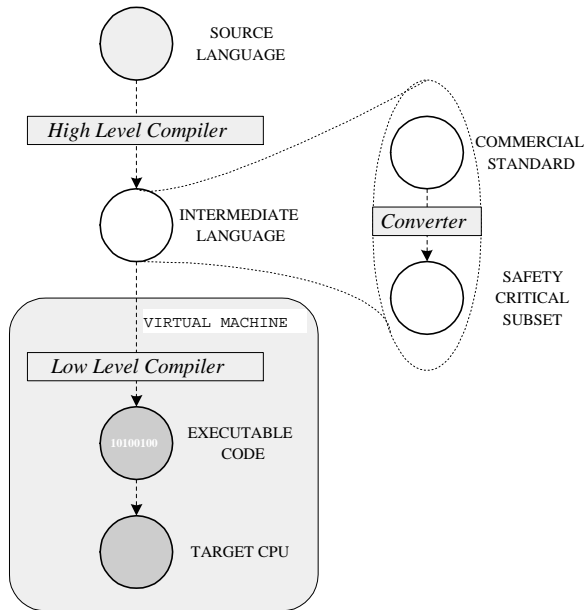 SOURCE
LANGUAGE
High Level Compiler
COMMERCIAL
STANDARD
INTERMEDIATE
LANGUAGE
Converter
SAFETY
CRITICAL
SUBSET
VIRTUAL MACHINE
Low Level Compiler
10100100
EXECUTABLE
CODE
TARGET CPU